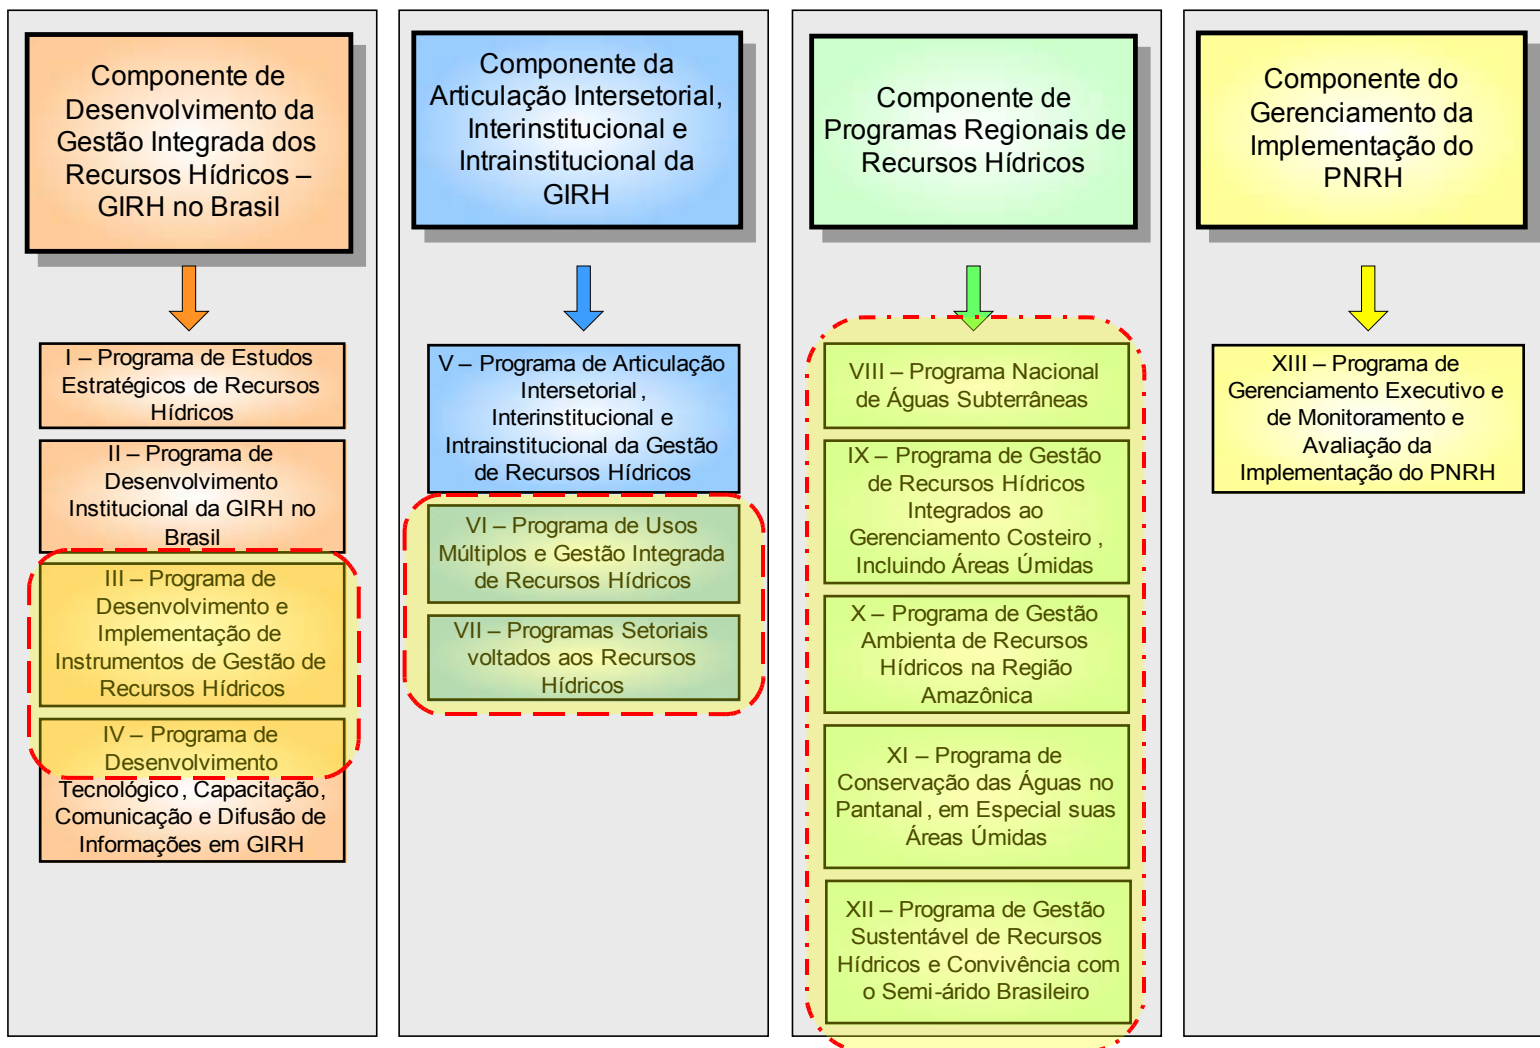 Componente de
Desenvolvimento da
Gestão Integrada dos
Recursos Hídricos –
GIRH no Brasil
I – Programa de Estudos
Estratégicos de Recursos
Hídricos
II – Programa de
Desenvolvimento
Institucional da GIRH no
Brasil
III – Programa de
Desenvolvimento e
Implementação de
Instrumentos de Gestão de
Recursos Hídricos
IV – Programa de
Desenvolvimento
Tecnológico, Capacitação,
Comunicação e Difusão de
Informações em GIRH
Componente da
Articulação Intersetorial,
Interinstitucional e
Intrainstitucional da
GIRH
V – Programa de Articulação
Intersetorial,
Interinstitucional e
Intrainstitucional da Gestão
de Recursos Hídricos
VI – Programa de Usos
Múltiplos e Gestão Integrada
de Recursos Hídricos
VII – Programas Setoriais
voltados aos Recursos
Hídricos
Componente de
Programas Regionais de
Recursos Hídricos
VIII – Programa Nacional
de Águas Subterrâneas
IX – Programa de Gestão
de Recursos Hídricos
Integrados ao
Gerenciamento Costeiro,
Incluindo Áreas Úmidas
X – Programa de Gestão
Ambienta de Recursos
Hídricos na Região
Amazônica
XI – Programa de
Conservação das Águas no
Pantanal, em Especial suas
Áreas Úmidas
XII – Programa de Gestão
Sustentável de Recursos
Hídricos e Convivência com
o Semi-árido Brasileiro
Componente do
Gerenciamento da
Implementação do
PNRH
XIII – Programa de
Gerenciamento Executivo e
de Monitoramento e
Avaliação da
Implementação do PNRH